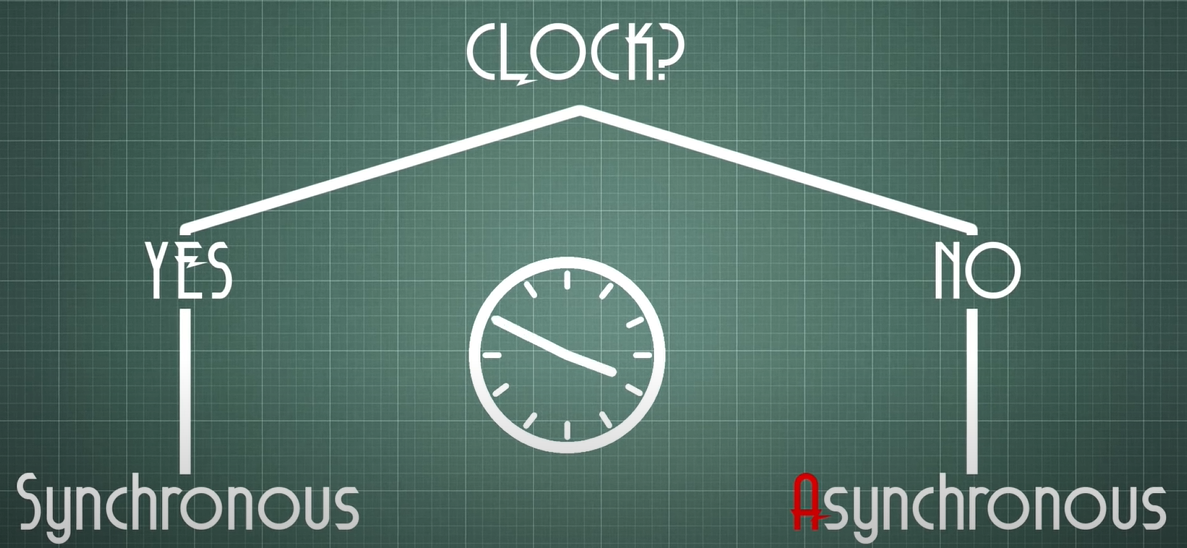 CLOCK?
YES
NO
Synchronous
Asynchronous